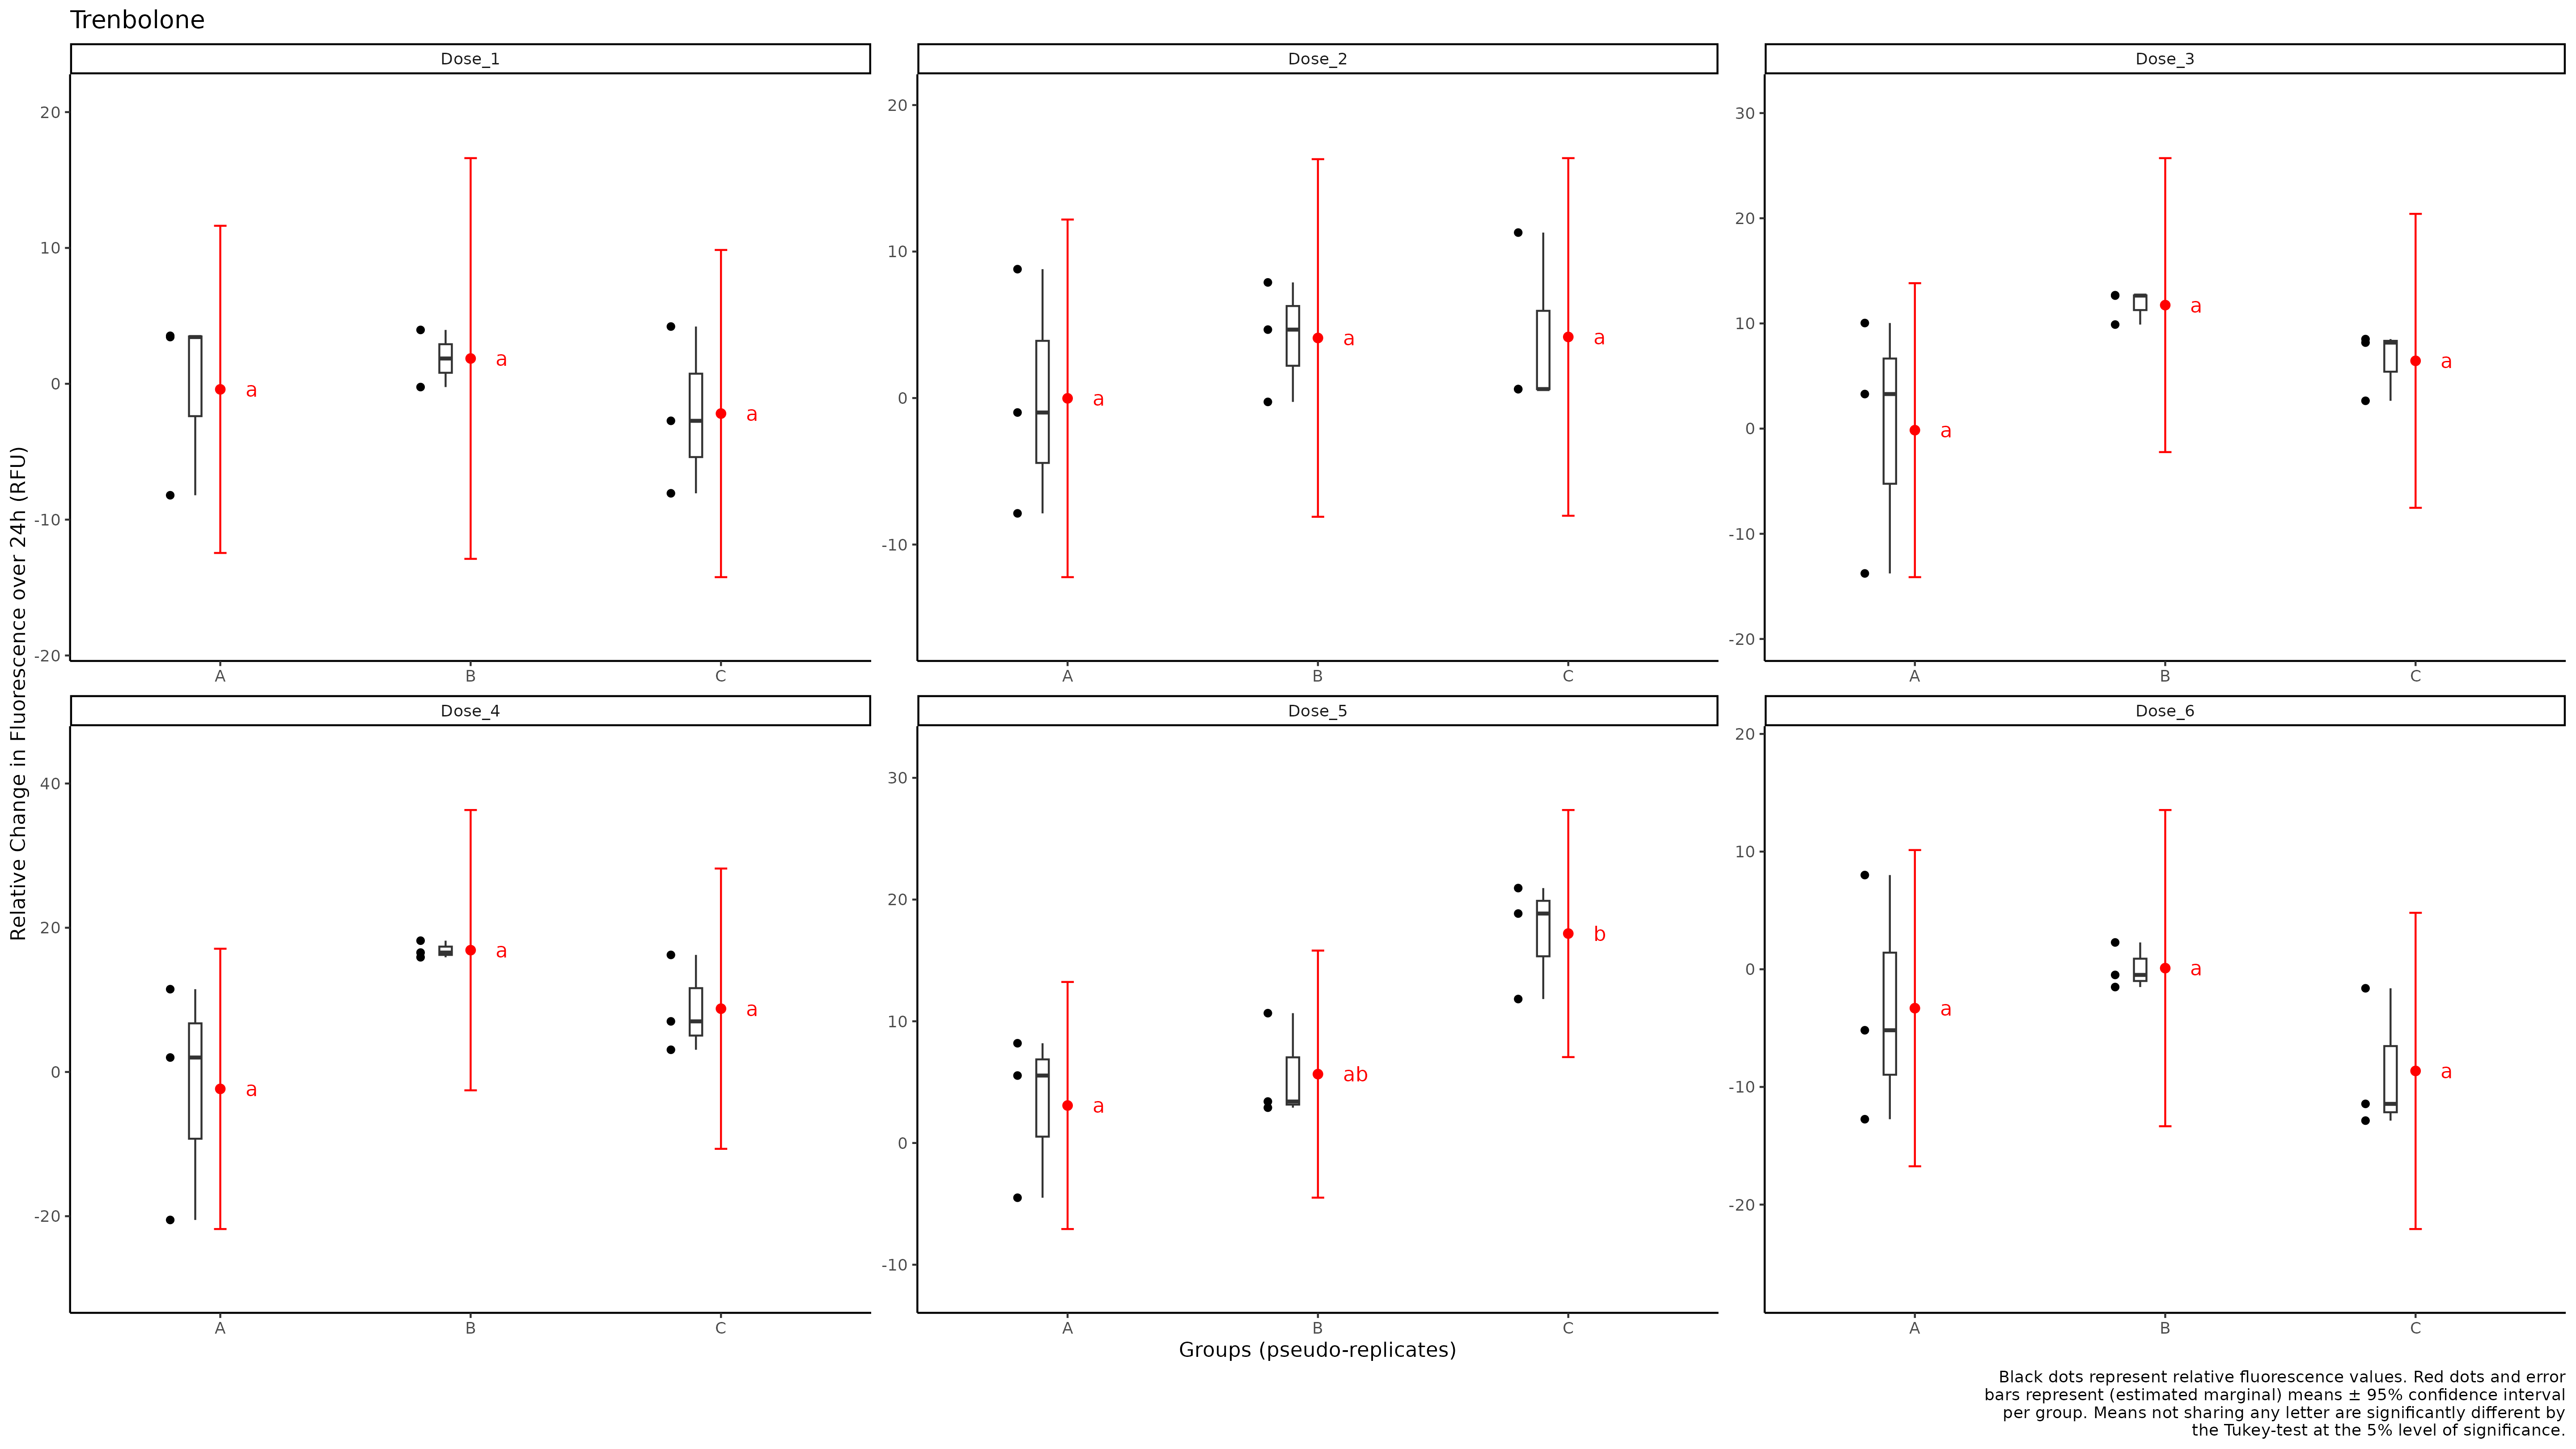 Trenbolone
Relative Change in Fluorescence over 24h (RFU)
Dose_1
20
10
0
-10
-20
a
a
a
A
B
C
Dose_2
20
10
0
-10
a
a
a
A
B
C
Dose_3
30
20
10
0
-10
-20
a
a
a
A
B
C
Dose_4
40
20
0
-20
a
a
a
A
B
C
Dose_5
30
20
10
0
-10
a
ab
b
A
B
C
Dose_6
20
10
0
-10
-20
a
a
a
A
B
C
Groups (pseudo-replicates)
Black dots represent relative fluorescence values. Red dots and error
bars represent (estimated marginal) means ± 95% confidence interval
per group. Means not sharing any letter are significantly different by
the Tukey-test at the 5% level of significance.